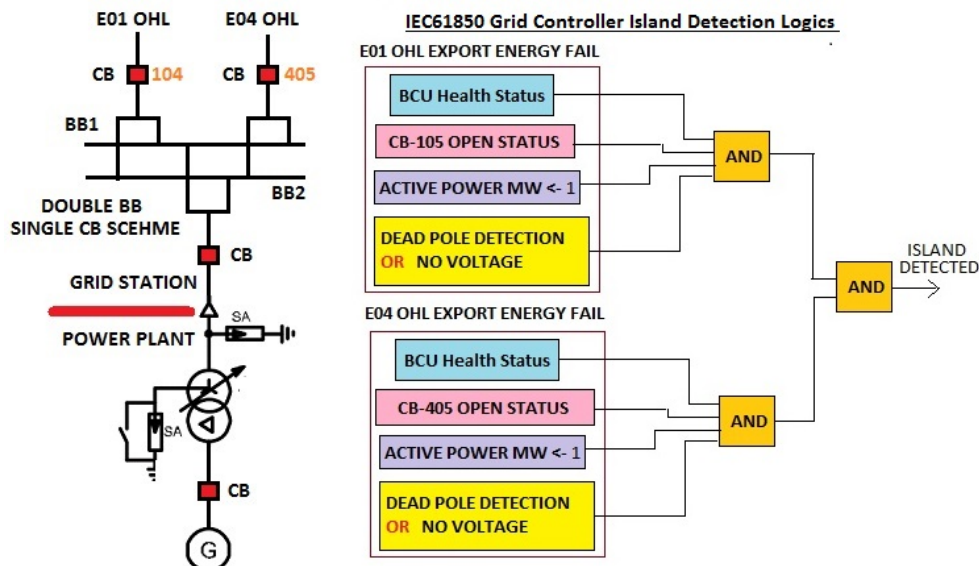 E01 OHL E04 OHL
CB 104 CB 405
BB1
BB2
DOUBLE BB
SINGLE CB SCEHME
CB
GRID STATION
SA
POWER PLANT
SA
CB
G
IEC61850 Grid Controller Island Detection Logics
.
E01 OHL EXPORT ENERGY FAIL
BCU Health Status
CB-105 OPEN STATUS
ACTIVE POWER MW <- 1
DEAD POLE DETECTION
OR NO VOLTAGE
AND
E04 OHL EXPORT ENERGY FAIL
BCU Health Status
CB-405 OPEN STATUS
ACTIVE POWER MW <- 1
DEAD POLE DETECTION
OR NO VOLTAGE
AND
AND
ISLAND
DETECTED